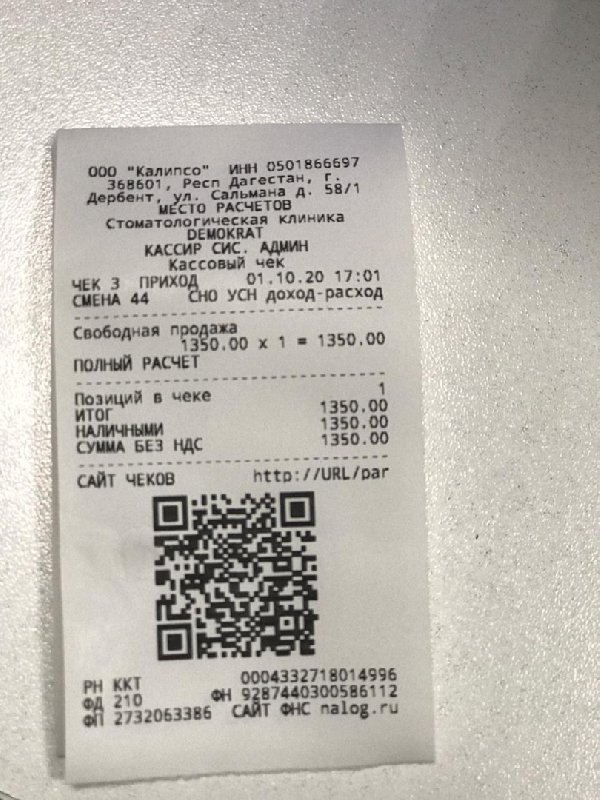 ООО "Калипсо" ИНН 0501866697
368601, Респ Дагестан, г.
Дербент, ул. Сальмана д. 58/1
МЕСТО РАСЧЕТОВ
Стоматологическая клиника
DEMOKRAT
КАССИР СИС. АДМИН
Кассовый чек
ЧЕК 3 ПРИХОД 01.10.20 17:01
СМЕНА 44 СНО УСН доход-расход
Свободная продажа
1350.00 x 1 = 1350.00
ПОЛНЫЙ РАСЧЕТ
Позиций в чеке 1
ИТОГ 1350.00
НАЛИЧНЫМИ 1350.00
СУММА БЕЗ НДС 1350.00
САЙТ ЧЕКОВ http://URL/par
РН ККТ 0004332718014996
ФД 210 ФН 9287440300586112
ФП 2732063386 САЙТ ФНС nalog.ru